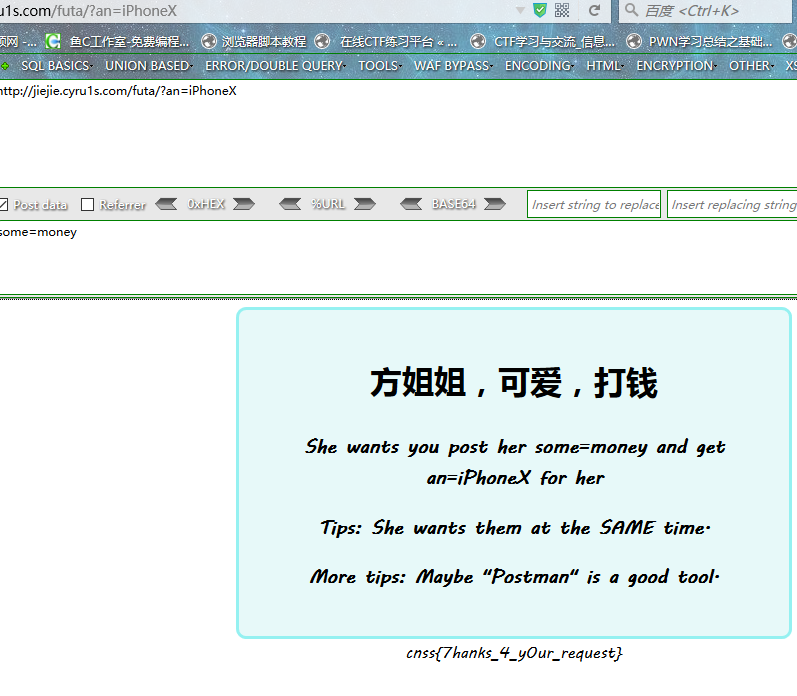 u1s.com/futa/?an=iPhoneX
百度 <Ctrl+K>
频网 -... 鱼C工作室-免费编程... 浏览器脚本教程 在线CTF练习平台 « ... CTF学习与交流_信息... PWN学习总结之基础...
SQL BASICS UNION BASED ERROR/DOUBLE QUERY TOOLS WAF BYPASS ENCODING HTML ENCRYPTION OTHER XS
http://jiejie.cyru1s.com/futa/?an=iPhoneX
Post data Referrer 0xHEX %URL BASE64 Insert string to replace Insert replacing string
some=money
方姐姐，可爱，打钱
She wants you post her some=money and get
an=iPhoneX for her
Tips: She wants them at the SAME time.
More tips: Maybe "Postman" is a good tool.
cnss{7hanks_4_yOur_request}